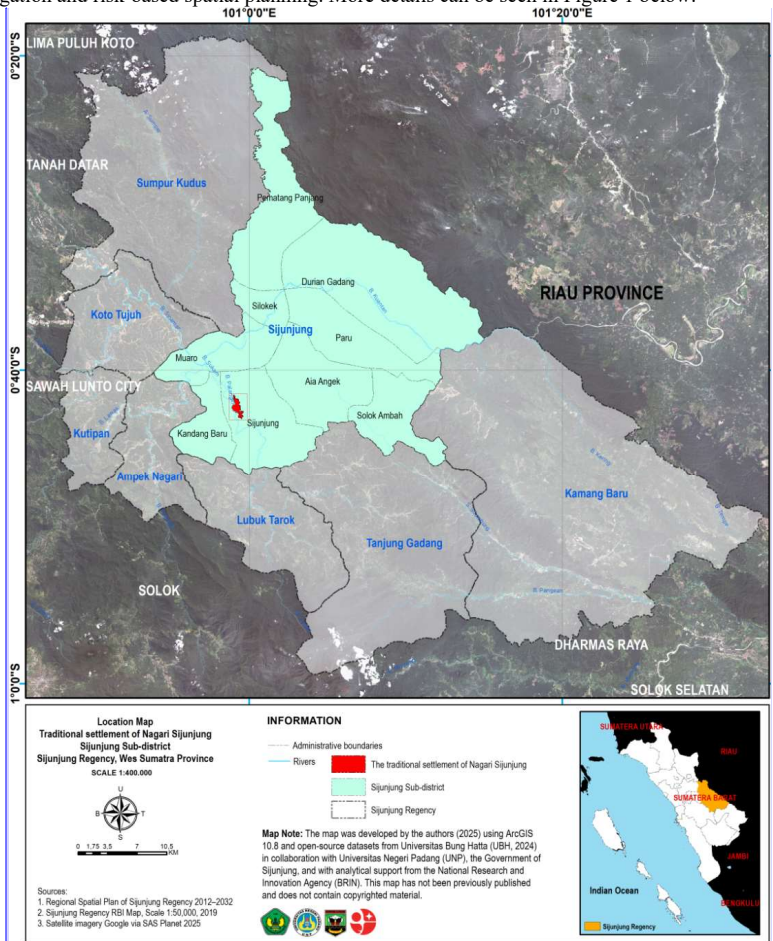 gation and risk-based spatial planning. More details can be seen in Figure 1 below.
101°0'0"E
101°20'0"E
LIMA PULUH KOTO
0°20'0"S
TANAH DATAR
Sumpur Kudus
Pematang Panjang
Durian Gadang
RIAU PROVINCE
Silokek
Koto Tujuh
Sijunjung
Paru
Muaro
0°40'0"S
SAWAH LUNTO CITY
Aia Angek
Solok Ambah
Sijunjung
Kandang Baru
Kutipan
Ampek Nagari
Kamang Baru
Lubuk Tarok
Tanjung Gadang
SOLOK
B. Pangean
DHARMAS RAYA
1°0'0"S
SOLOK SELATAN
Location Map
Traditional settlement of Nagari Sijunjung
Sijunjung Sub-district
Sijunjung Regency, Wes Sumatra Province
SCALE 1:400.000
U
B
T
S
0 1,75 3,5 7 10,5
KM
Sources:
1. Regional Spatial Plan of Sijunjung Regency 2012–2032
2. Sijunjung Regency RBI Map, Scale 1:50,000, 2019
3. Satellite imagery Google via SAS Planet 2025
INFORMATION
Administrative boundaries
Rivers
The traditional settlement of Nagari Sijunjung
Sijunjung Sub-district
Sijunjung Regency
Map Note: The map was developed by the authors (2025) using ArcGIS
10.8 and open-source datasets from Universitas Bung Hatta (UBH, 2024)
in collaboration with Universitas Negeri Padang (UNP), the Government of
Sijunjung, and with analytical support from the National Research and
Innovation Agency (BRIN). This map has not been previously published
and does not contain copyrighted material.
SUMATERA UTARA
RIAU
SUMATERA BARAT
JAMBI
Indian Ocean
BENGKULU
Sijunjung Regency